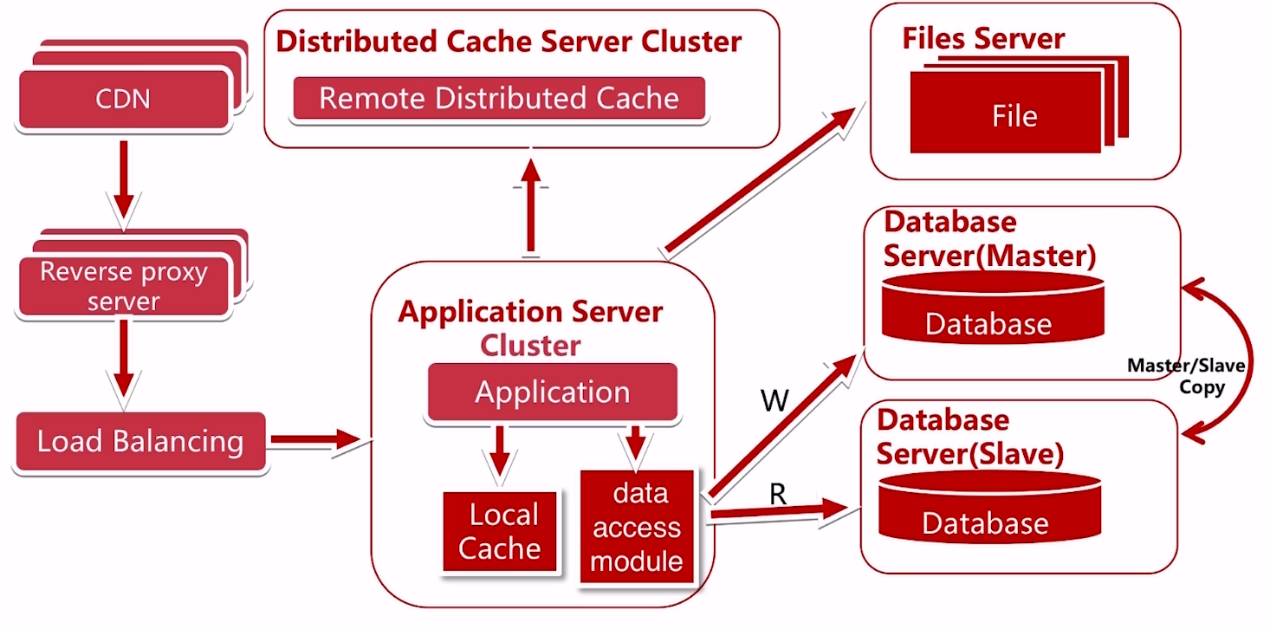 CDN
Reverse proxy
server
Load Balancing
Distributed Cache Server Cluster
Remote Distributed Cache
Application Server
Cluster
Application
Local
Cache
data
access
module
Files Server
File
W
R
Database
Server(Master)
Database
Master/Slave
Copy
Database
Server(Slave)
Database